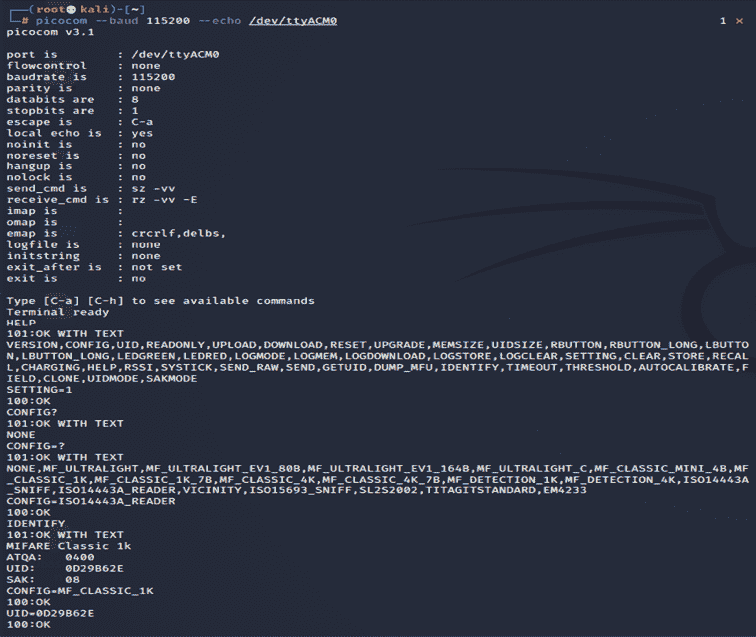 ┌──(root💀kali)-[~]
└─# picocom --baud 115200 --echo /dev/ttyACM0 1 ⨯
picocom v3.1
port is : /dev/ttyACM0
flowcontrol : none
baudrate is : 115200
parity is : none
databits are : 8
stopbits are : 1
escape is : C-a
local echo is : yes
noinit is : no
noreset is : no
hangup is : no
nolock is : no
send_cmd is : sz -vv
receive_cmd is : rz -vv -E
imap is :
omap is :
emap is : crcrlf,delbs,
logfile is : none
initstring : none
exit_after is : not set
exit is : no
Type [C-a] [C-h] to see available commands
Terminal ready
HELP
101:OK WITH TEXT
VERSION,CONFIG,UID,READONLY,UPLOAD,DOWNLOAD,RESET,UPGRADE,MEMSIZE,UIDSIZE,RBUTTON,RBUTTON_LONG,LBUTTO
N,LBUTTON_LONG,LEDGREEN,LEDRED,LOGMODE,LOGMEM,LOGDOWNLOAD,LOGSTORE,LOGCLEAR,SETTING,CLEAR,STORE,RECAL
L,CHARGING,HELP,RSSI,SYSTICK,SEND_RAW,SEND,GETUID,DUMP_MFU,IDENTIFY,TIMEOUT,THRESHOLD,AUTOCALIBRATE,F
IELD,CLONE,UIDMODE,SAKMODE
SETTING=1
100:OK
CONFIG?
101:OK WITH TEXT
NONE
CONFIG=?
101:OK WITH TEXT
NONE,MF_ULTRALIGHT,MF_ULTRALIGHT_EV1_80B,MF_ULTRALIGHT_EV1_164B,MF_ULTRALIGHT_C,MF_CLASSIC_MINI_4B,MF
_CLASSIC_1K,MF_CLASSIC_1K_7B,MF_CLASSIC_4K,MF_CLASSIC_4K_7B,MF_DETECTION_1K,MF_DETECTION_4K,ISO14443A
_SNIFF,ISO14443A_READER,VICINITY,ISO15693_SNIFF,SL2S2002,TITAGITSTANDARD,EM4233
CONFIG=ISO14443A_READER
100:OK
IDENTIFY
101:OK WITH TEXT
MIFARE Classic 1k
ATQA: 0400
UID: 0D29B62E
SAK: 08
CONFIG=MF_CLASSIC_1K
100:OK
UID=0D29B62E
100:OK